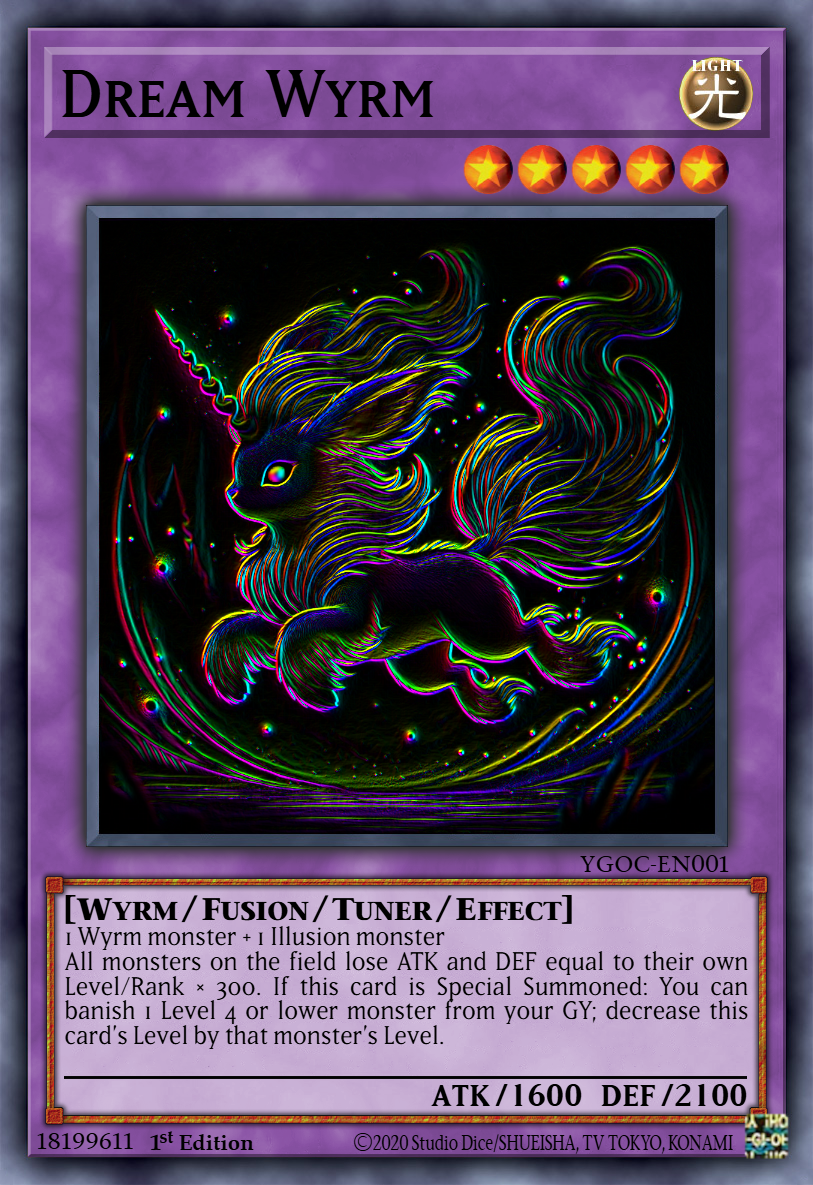 DREAM WYRM
LIGHT
光
YGOC-EN001
[WYRM/FUSION/TUNER/EFFECT]
1 Wyrm monster + 1 Illusion monster
All monsters on the field lose ATK and DEF equal to their own
Level/Rank × 300. If this card is Special Summoned: You can
banish 1 Level 4 or lower monster from your GY; decrease this
card's Level by that monster's Level.
ATK/1600 DEF/2100
18199611 1st Edition ©2020 Studio Dice/SHUEISHA, TV TOKYO, KONAMI